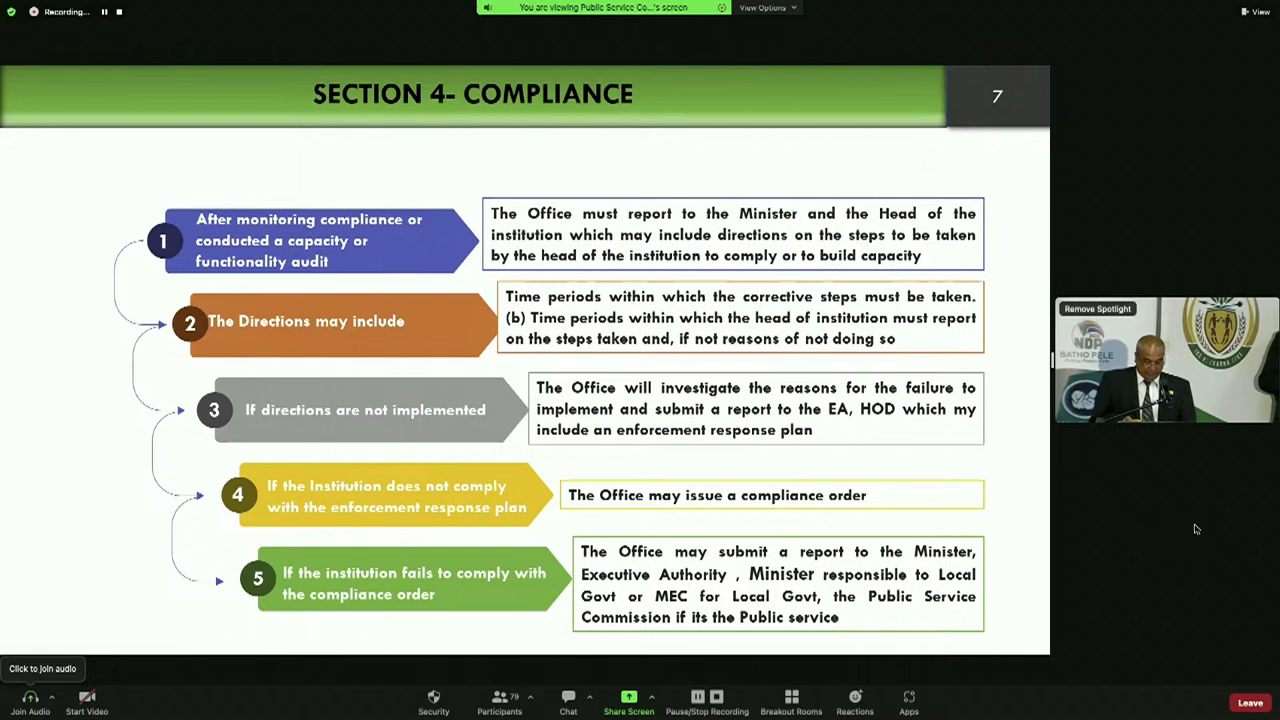 Recording...
You are viewing Public Service Co...'s screen
View Options
View
SECTION 4- COMPLIANCE
7
1
After monitoring compliance or
conducted a capacity or
functionality audit
The Office must report to the Minister and the Head of the
institution which may include directions on the steps to be taken
by the head of the institution to comply or to build capacity
2
The Directions may include
Time periods within which the corrective steps must be taken.
(b) Time periods within which the head of institution must report
on the steps taken and, if not reasons of not doing so
3
If directions are not implemented
The Office will investigate the reasons for the failure to
implement and submit a report to the EA, HOD which my
include an enforcement response plan
4
If the Institution does not comply
with the enforcement response plan
The Office may issue a compliance order
5
If the institution fails to comply with
the compliance order
The Office may submit a report to the Minister,
Executive Authority , Minister responsible to Local
Govt or MEC for Local Govt, the Public Service
Commission if its the Public service
Remove Spotlight
NDP
BATHO PELE
Click to join audio
Join Audio
Start Video
Security
79
Participants
Chat
Share Screen
Pause/Stop Recording
Breakout Rooms
Reactions
Apps
Leave